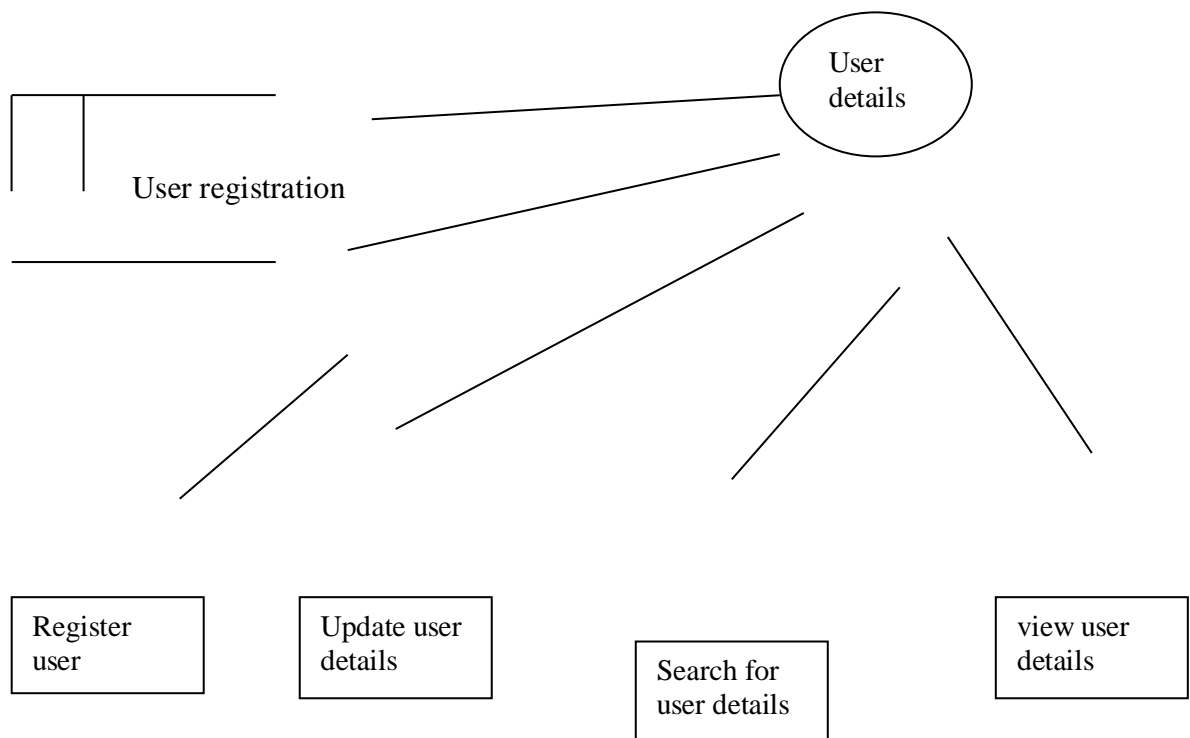 User
details
User registration
Register
user
Update user
details
Search for
user details
view user
details